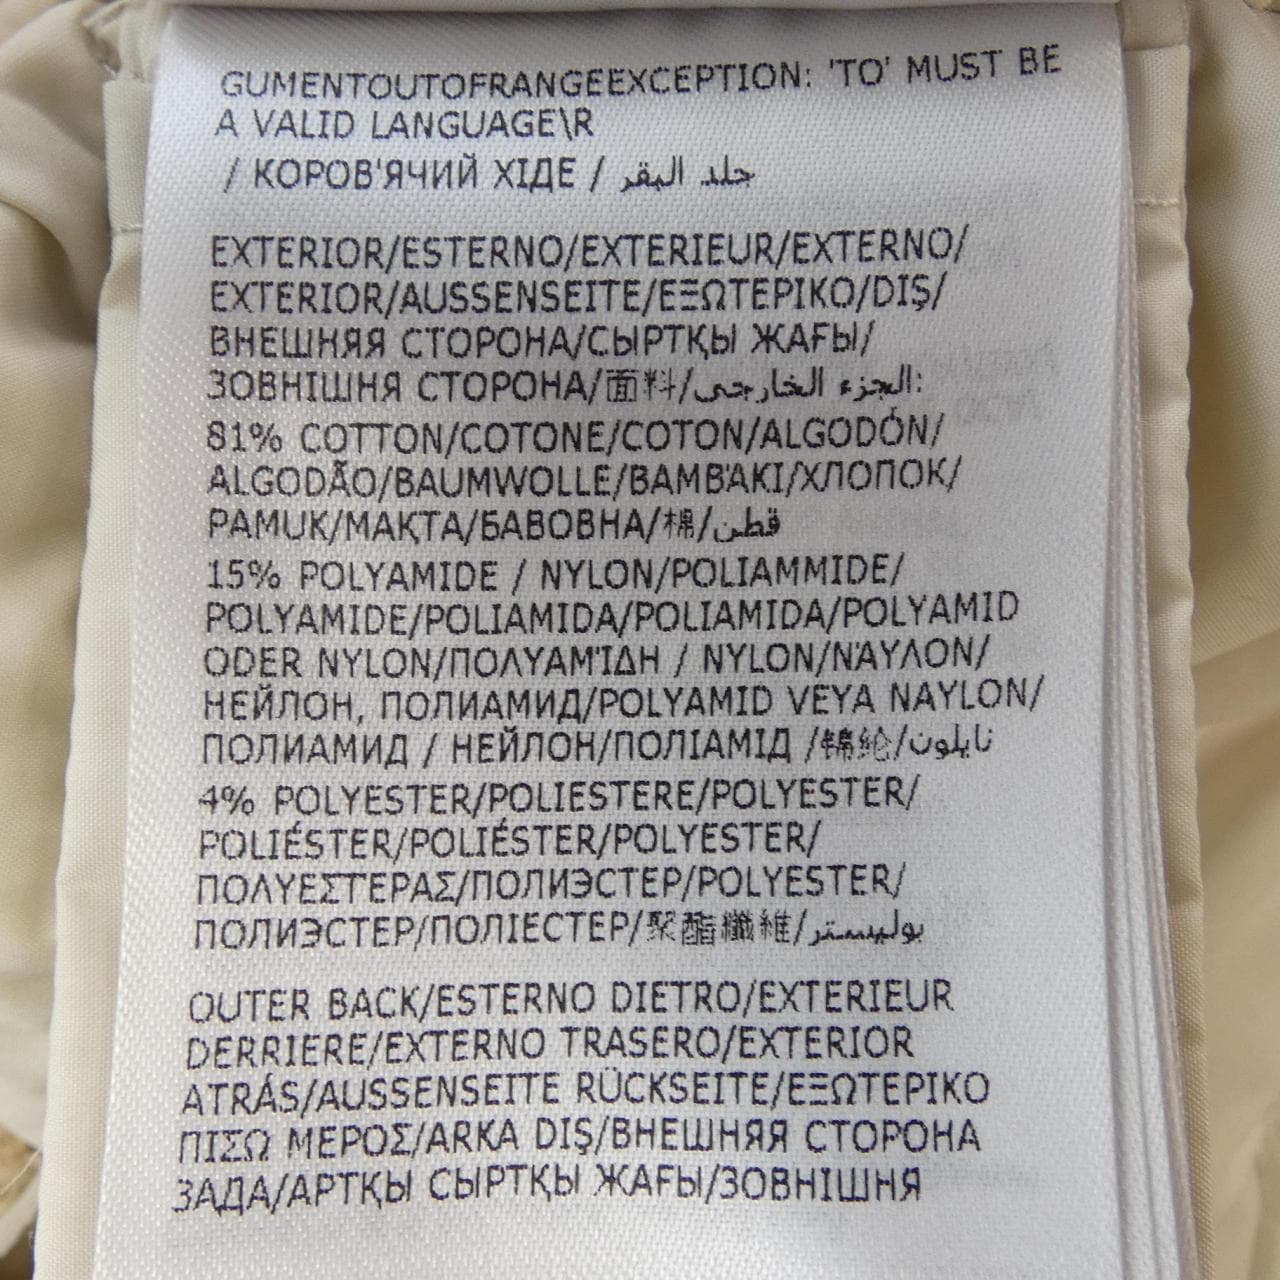 GUMENTOUTOFRANGEEXCEPTION: 'TO' MUST BE
A VALID LANGUAGE\R
/ КОРОВ'ЯЧИЙ ХІДЕ / جلد البقر
EXTERIOR/ESTERNO/EXTERIEUR/EXTERNO/
EXTERIOR/AUSSENSEITE/ΕΞΩΤΕΡΙΚΟ/DIŞ/
ВНЕШНЯЯ СТОРОНА/СЫРТҚЫ ЖАҒЫ/
ЗОВНІШНЯ СТОРОНА/面料/الجزء الخارجي:
81% COTTON/COTONE/COTON/ALGODÓN/
ALGODÃO/BAUMWOLLE/ΒΑΜΒΆΚΙ/ХЛОПОК/
PAMUK/МАҚТА/БАВОВНА/棉/قطن
15% POLYAMIDE / NYLON/POLIAMMIDE/
POLYAMIDE/POLIAMIDA/POLIAMIDA/POLYAMID
ODER NYLON/ΠΟΛΥΑΜΊΔΗ / NYLON/ΝΆΥΛΟΝ/
НЕЙЛОН, ПОЛИАМИД/POLYAMID VEYA NAYLON/
ПОЛИАМИД / НЕЙЛОН/ПОЛІАМІД /锦纶/نايلون
4% POLYESTER/POLIESTERE/POLYESTER/
POLIÉSTER/POLIÉSTER/POLYESTER/
ΠΟΛΥΕΣΤΕΡΑΣ/ПОЛИЭСТЕР/POLYESTER/
ПОЛИЭСТЕР/ПОЛІЕСТЕР/聚酯纖維/بوليستر
OUTER BACK/ESTERNO DIETRO/EXTERIEUR
DERRIERE/EXTERNO TRASERO/EXTERIOR
ATRÁS/AUSSENSEITE RÜCKSEITE/ΕΞΩΤΕΡΙΚΟ
ΠΙΣΩ ΜΕΡΟΣ/ARKA DIŞ/ВНЕШНЯЯ СТОРОНА
ЗАДА/АРТҚЫ СЫРТҚЫ ЖАҒЫ/ЗОВНІШНЯ